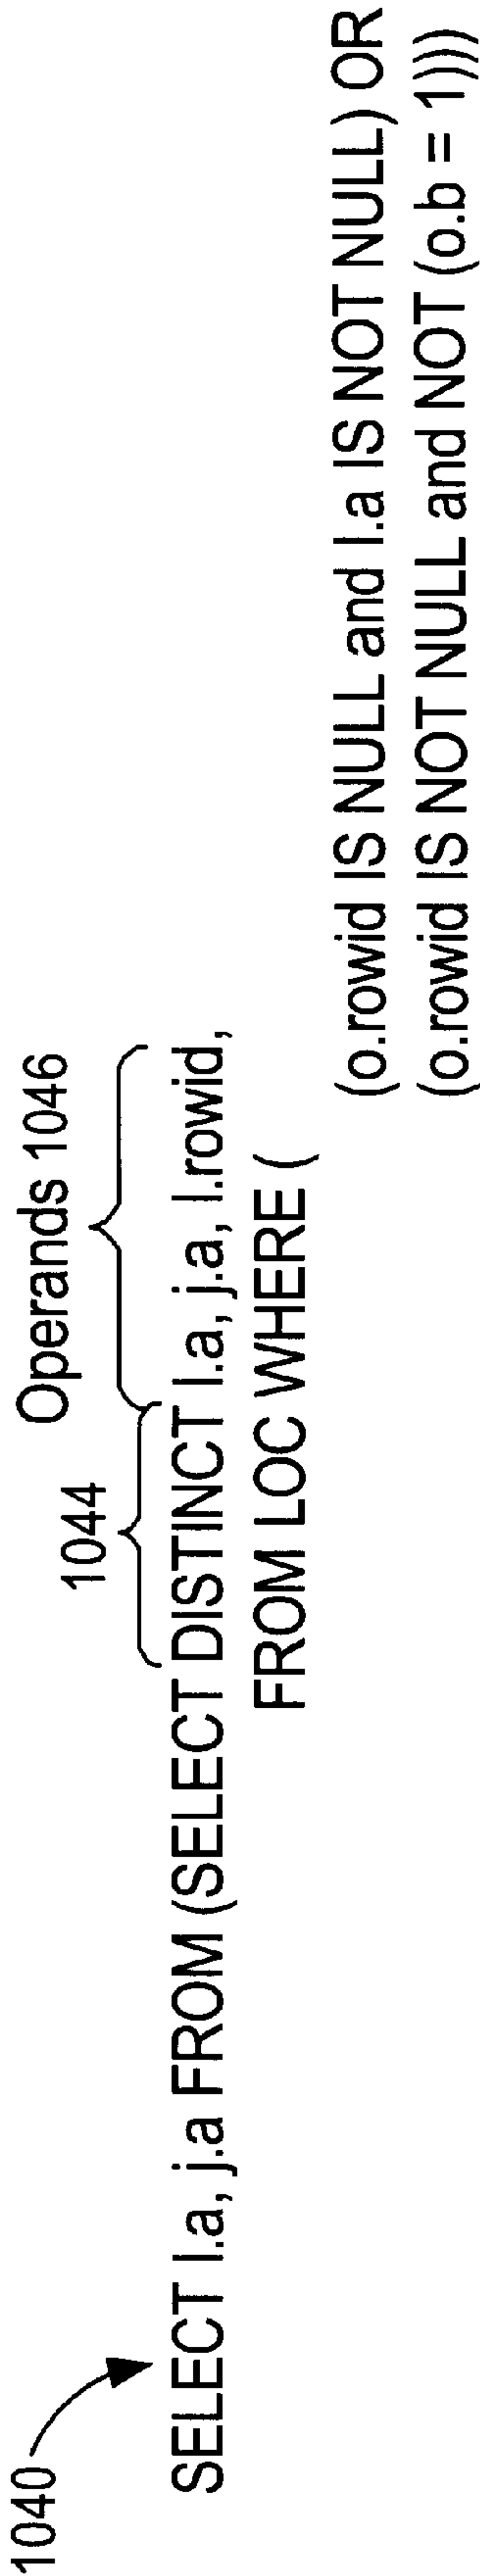 1040
Operands 1046
1044
SELECT l.a, j.a FROM (SELECT DISTINCT l.a, j.a, l.rowid,
FROM LOC WHERE (
(o.rowid IS NULL and l.a IS NOT NULL) OR
(o.rowid IS NOT NULL and NOT (o.b = 1)))